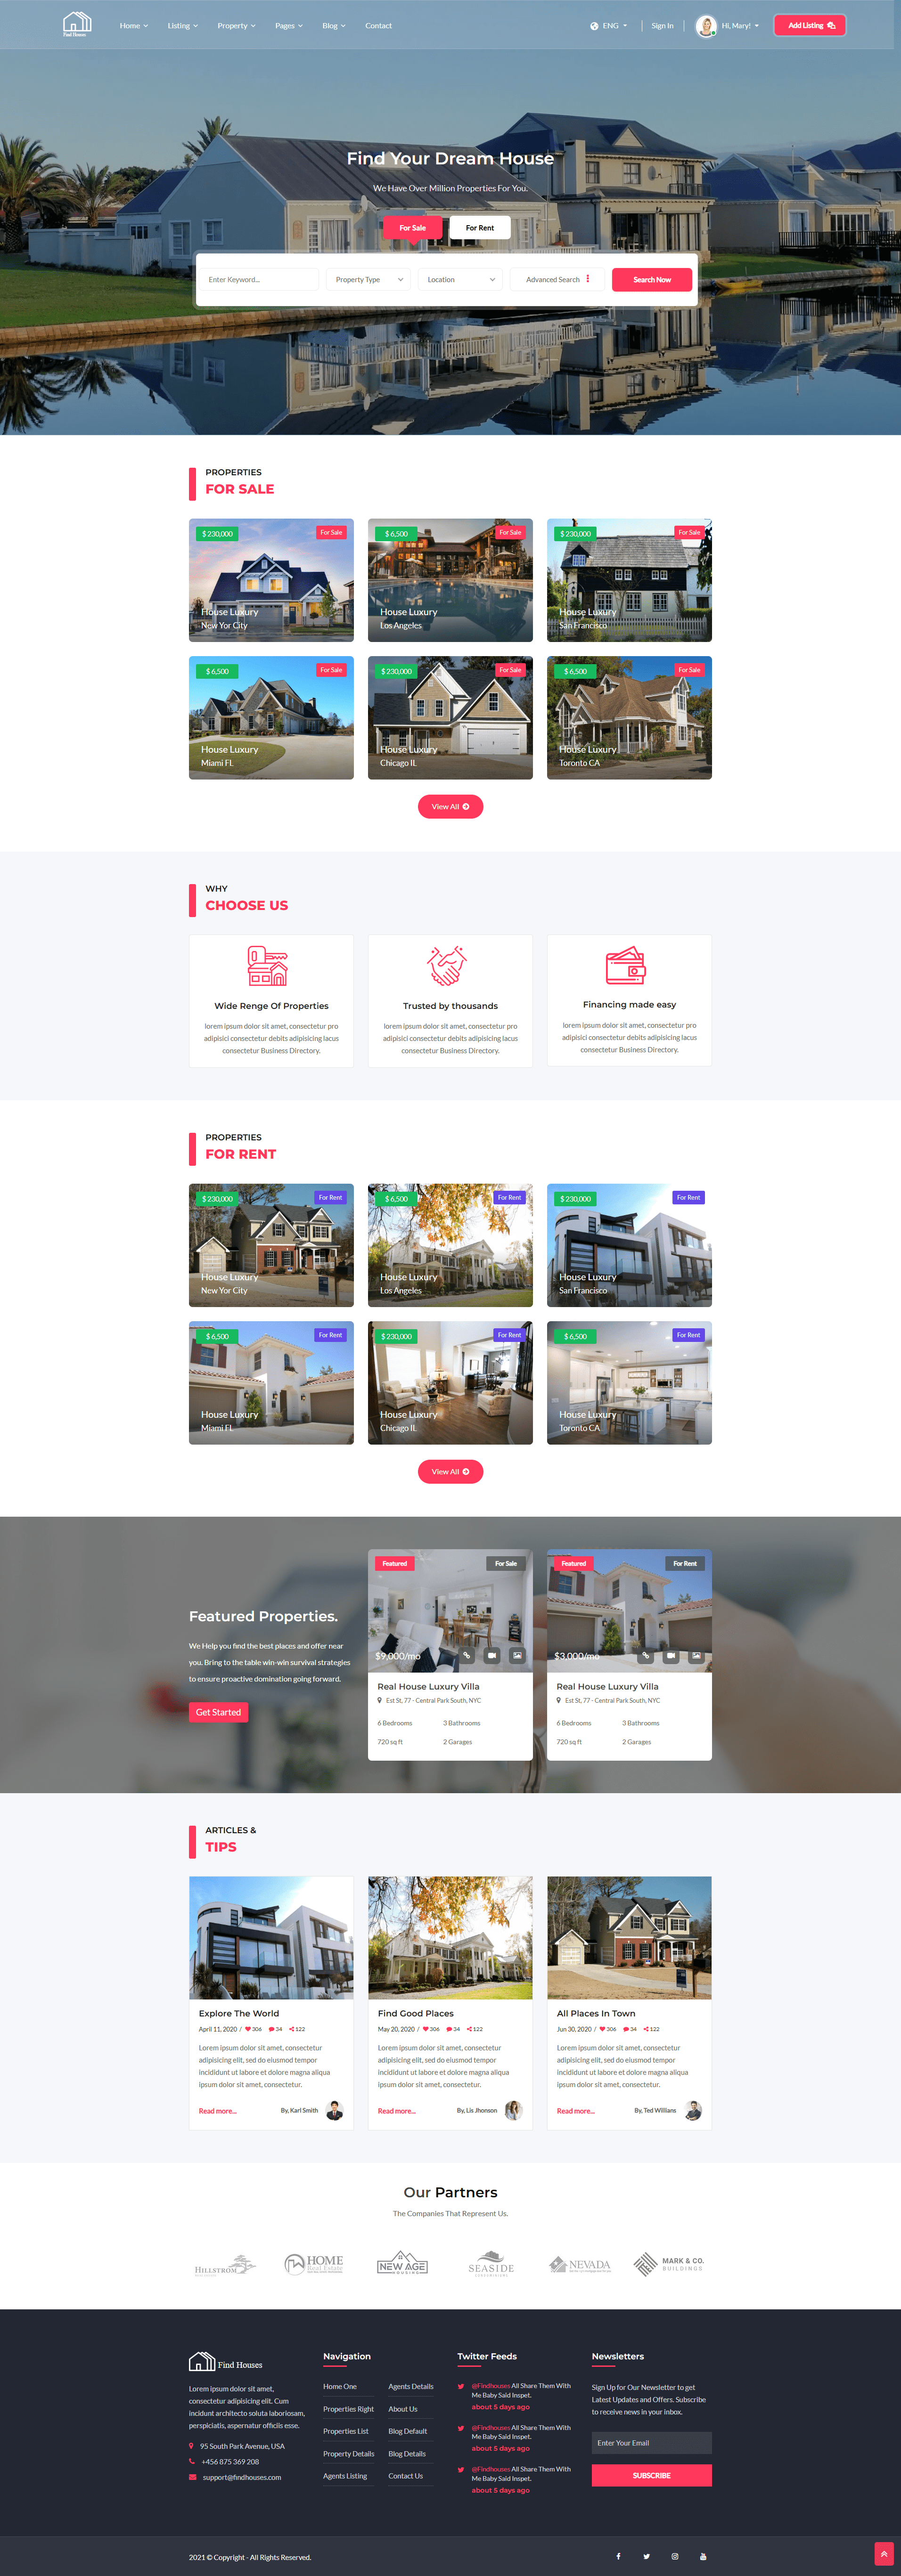 Find Houses
Home
Listing
Property
Pages
Blog
Contact
ENG
Sign In
Hi, Mary!
Add Listing
Find Your Dream House
We Have Over Million Properties For You.
For Sale
For Rent
Enter Keyword...
Property Type
Location
Advanced Search
Search Now
PROPERTIES
FOR SALE
$ 230,000
For Sale
House Luxury
New Yor City
$ 6,500
For Sale
House Luxury
Los Angeles
$ 230,000
For Sale
House Luxury
San Francisco
$ 6,500
For Sale
House Luxury
Miami FL
$ 230,000
For Sale
House Luxury
Chicago IL
$ 6,500
For Sale
House Luxury
Toronto CA
View All
WHY
CHOOSE US
Wide Renge Of Properties
lorem ipsum dolor sit amet, consectetur pro
adipisici consectetur debits adipisicing lacus
consectetur Business Directory.
Trusted by thousands
lorem ipsum dolor sit amet, consectetur pro
adipisici consectetur debits adipisicing lacus
consectetur Business Directory.
Financing made easy
lorem ipsum dolor sit amet, consectetur pro
adipisici consectetur debits adipisicing lacus
consectetur Business Directory.
PROPERTIES
FOR RENT
$ 230,000
For Rent
House Luxury
New Yor City
$ 6,500
For Rent
House Luxury
Los Angeles
$ 230,000
For Rent
House Luxury
San Francisco
$ 6,500
For Rent
House Luxury
Miami FL
$ 230,000
For Rent
House Luxury
Chicago IL
$ 6,500
For Rent
House Luxury
Toronto CA
View All
Featured Properties.
We Help you find the best places and offer near
you. Bring to the table win-win survival strategies
to ensure proactive domination going forward.
Get Started
Featured
For Sale
$9,000/mo
Real House Luxury Villa
Est St, 77 - Central Park South, NYC
6 Bedrooms
3 Bathrooms
720 sq ft
2 Garages
Featured
For Rent
$3,000/mo
Real House Luxury Villa
Est St, 77 - Central Park South, NYC
6 Bedrooms
3 Bathrooms
720 sq ft
2 Garages
ARTICLES &
TIPS
Explore The World
April 11, 2020 / 306 34 122
Lorem ipsum dolor sit amet, consectetur
adipisicing elit, sed do eiusmod tempor
incididunt ut labore et dolore magna aliqua
ipsum dolor sit amet, consectetur.
Read more...
By, Karl Smith
Find Good Places
May 20, 2020 / 306 34 122
Lorem ipsum dolor sit amet, consectetur
adipisicing elit, sed do eiusmod tempor
incididunt ut labore et dolore magna aliqua
ipsum dolor sit amet, consectetur.
Read more...
By, Lis Jhonson
All Places In Town
Jun 30, 2020 / 306 34 122
Lorem ipsum dolor sit amet, consectetur
adipisicing elit, sed do eiusmod tempor
incididunt ut labore et dolore magna aliqua
ipsum dolor sit amet, consectetur.
Read more...
By, Ted Willians
Our Partners
The Companies That Represent Us.
HILLSTROM
HOME
Real Estate
NEW AGE
HOUSING
SEASIDE
NEVADA
MARK & CO.
BUILDINGS
Find Houses
Lorem ipsum dolor sit amet,
consectetur adipisicing elit. Cum
incidunt architecto soluta laboriosam,
perspiciatis, aspernatur officiis esse.
95 South Park Avenue, USA
+456 875 369 208
support@findhouses.com
Navigation
Home One
Properties Right
Properties List
Property Details
Agents Listing
Agents Details
About Us
Blog Default
Blog Details
Contact Us
Twitter Feeds
@Findhouses All Share Them With
Me Baby Said Inspet.
about 5 days ago
@Findhouses All Share Them With
Me Baby Said Inspet.
about 5 days ago
@Findhouses All Share Them With
Me Baby Said Inspet.
about 5 days ago
Newsletters
Sign Up for Our Newsletter to get
Latest Updates and Offers. Subscribe
to receive news in your inbox.
Enter Your Email
SUBSCRIBE
2021 © Copyright - All Rights Reserved.